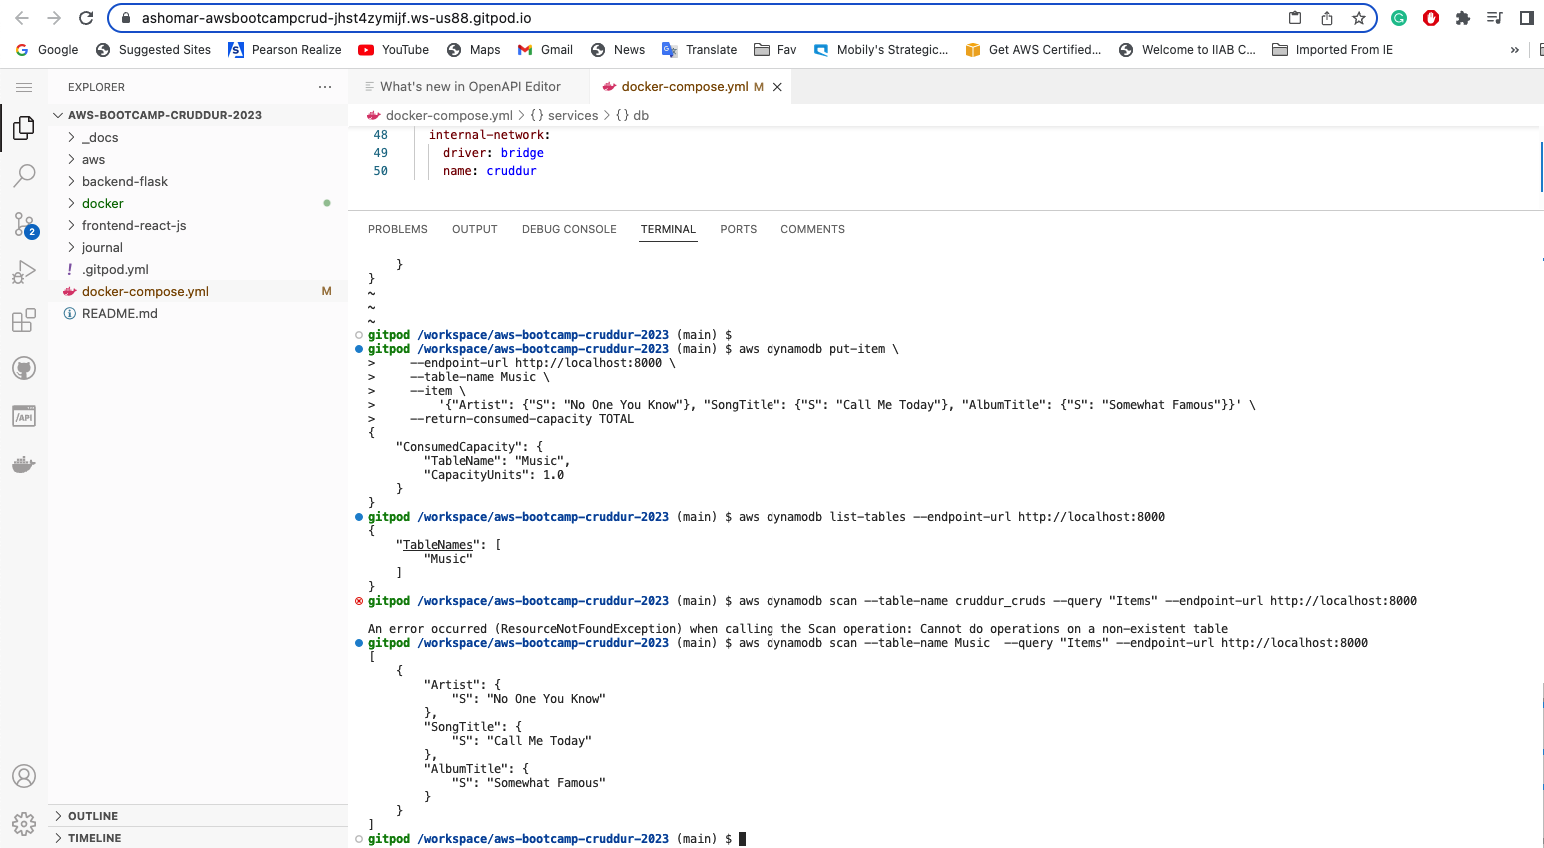 ashomar-awsbootcampcrud-jhst4zymijf.ws-us88.gitpod.io
Google Suggested Sites Pearson Realize YouTube Maps Gmail News Translate Fav Mobily's Strategic... Get AWS Certified... Welcome to IIAB C... Imported From IE »
EXPLORER ···
AWS-BOOTCAMP-CRUDDUR-2023
_docs
aws
backend-flask
docker
frontend-react-js
journal
! .gitpod.yml
docker-compose.yml M
README.md
2
/API
OUTLINE
TIMELINE
What's new in OpenAPI Editor docker-compose.yml M
docker-compose.yml > {} services > {} db
48 internal-network:
49 driver: bridge
50 name: cruddur
PROBLEMS OUTPUT DEBUG CONSOLE TERMINAL PORTS COMMENTS
}
}
~
~
~
gitpod /workspace/aws-bootcamp-cruddur-2023 (main) $
gitpod /workspace/aws-bootcamp-cruddur-2023 (main) $ aws dynamodb put-item \
> --endpoint-url http://localhost:8000 \
> --table-name Music \
> --item \
> '{"Artist": {"S": "No One You Know"}, "SongTitle": {"S": "Call Me Today"}, "AlbumTitle": {"S": "Somewhat Famous"}}' \
> --return-consumed-capacity TOTAL
{
"ConsumedCapacity": {
"TableName": "Music",
"CapacityUnits": 1.0
}
}
gitpod /workspace/aws-bootcamp-cruddur-2023 (main) $ aws dynamodb list-tables --endpoint-url http://localhost:8000
{
"TableNames": [
"Music"
]
}
gitpod /workspace/aws-bootcamp-cruddur-2023 (main) $ aws dynamodb scan --table-name cruddur_cruds --query "Items" --endpoint-url http://localhost:8000
An error occurred (ResourceNotFoundException) when calling the Scan operation: Cannot do operations on a non-existent table
gitpod /workspace/aws-bootcamp-cruddur-2023 (main) $ aws dynamodb scan --table-name Music  --query "Items" --endpoint-url http://localhost:8000
[
{
"Artist": {
"S": "No One You Know"
},
"SongTitle": {
"S": "Call Me Today"
},
"AlbumTitle": {
"S": "Somewhat Famous"
}
}
]
gitpod /workspace/aws-bootcamp-cruddur-2023 (main) $